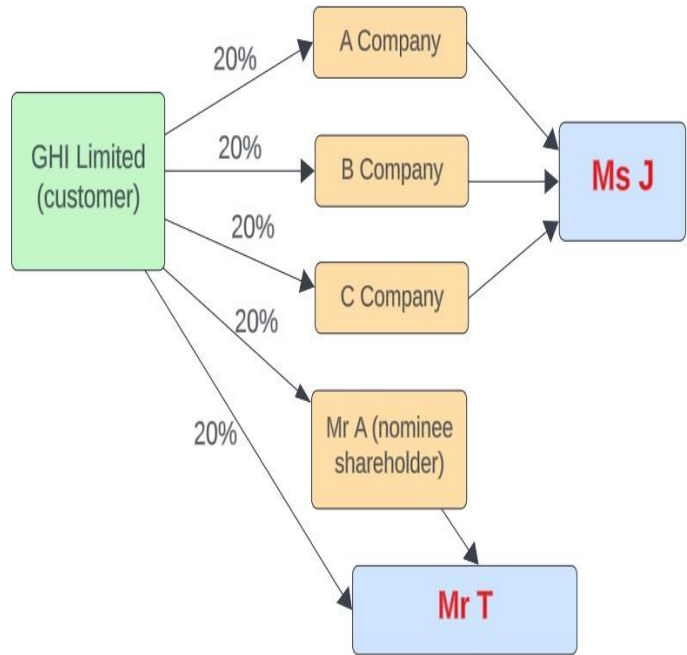 A Company
20%
GHI Limited
(customer)
20%
B Company
Ms J
20%
C Company
20%
Mr A (nominee
shareholder)
20%
Mr T